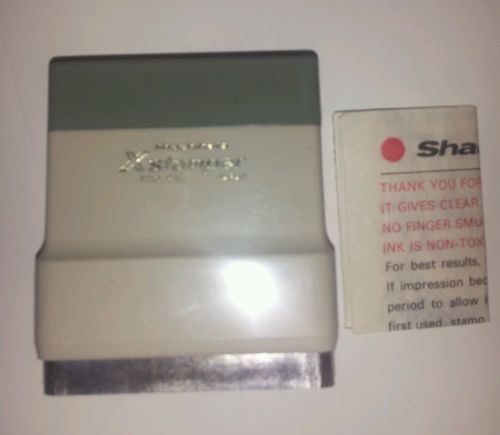 Xstamper
Sha
THANK YOU FOR
IT GIVES CLEAR
NO FINGER SMU
INK IS NON-TOX
For best results,
If impression bec
period to allow i
first used, stamp